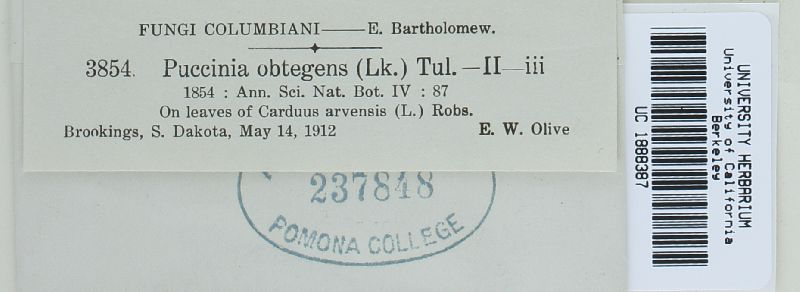 FUNGI COLUMBIANI——E. Bartholomew.
3854. Puccinia obtegens (Lk.) Tul.—II—iii
1854 : Ann. Sci. Nat. Bot. IV : 87
On leaves of Carduus arvensis (L.) Robs.
Brookings, S. Dakota, May 14, 1912 E. W. Olive
237848
POMONA COLLEGE
UNIVERSITY HERBARIUM
University of California
Berkeley
UC 1888387